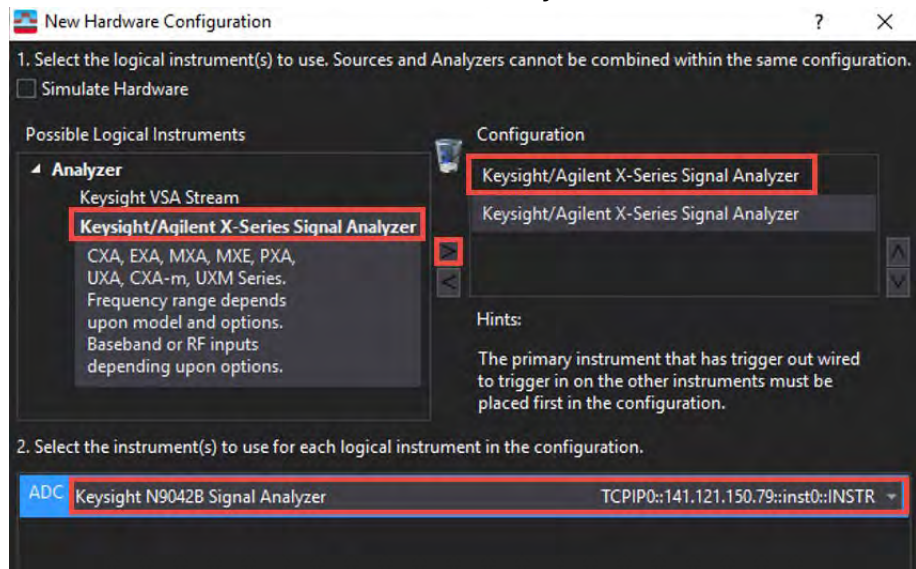 New Hardware Configuration
?
1. Select the logical instrument(s) to use. Sources and Analyzers cannot be combined within the same configuration.
Simulate Hardware
Possible Logical Instruments
Configuration
Analyzer
Keysight VSA Stream
Keysight/Agilent X-Series Signal Analyzer
CXA, EXA, MXA, MXE, PXA,
UXA, CXA-m, UXM Series.
Frequency range depends
upon model and options.
Baseband or RF inputs
depending upon options.
>
<
Keysight/Agilent X-Series Signal Analyzer
Keysight/Agilent X-Series Signal Analyzer
Hints:
The primary instrument that has trigger out wired
to trigger in on the other instruments must be
placed first in the configuration.
2. Select the instrument(s) to use for each logical instrument in the configuration.
ADC Keysight N9042B Signal Analyzer TCPIP0::141.121.150.79::inst0::INSTR